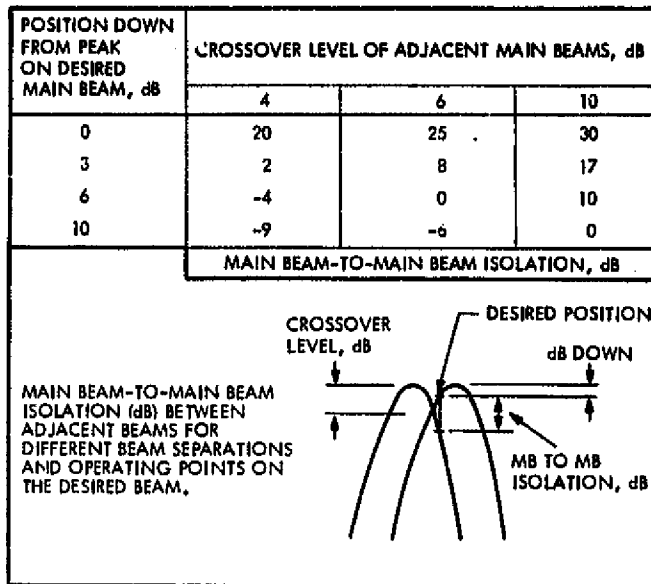 POSITION DOWN
FROM PEAK
ON DESIRED
MAIN BEAM, dB
CROSSOVER LEVEL OF ADJACENT MAIN BEAMS, dB
4 6 10
0 20 25 30
3 2 8 17
6 -4 0 10
10 -9 -6 0
MAIN BEAM-TO-MAIN BEAM ISOLATION, dB
CROSSOVER
LEVEL, dB
DESIRED POSITION
dB DOWN
MAIN BEAM-TO-MAIN BEAM
ISOLATION (dB) BETWEEN
ADJACENT BEAMS FOR
DIFFERENT BEAM SEPARATIONS
AND OPERATING POINTS ON
THE DESIRED BEAM.
MB TO MB
ISOLATION, dB